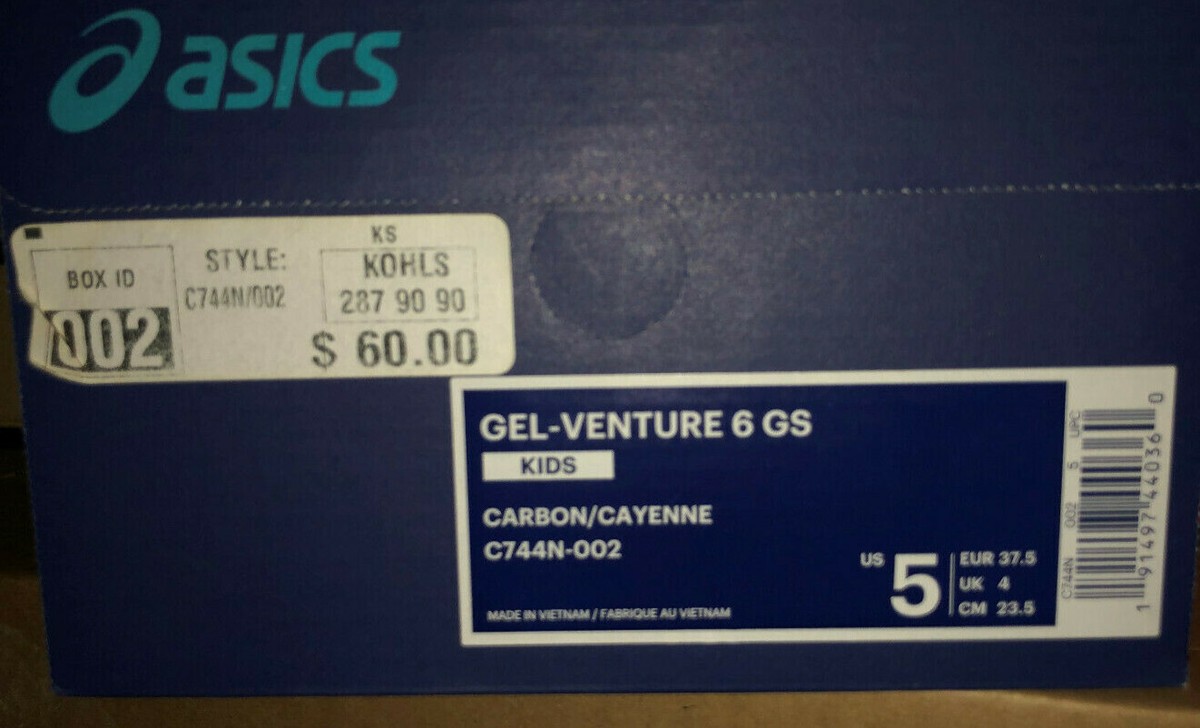 asics
KS
BOX ID
STYLE:
KOHLS
002
C744N/002
287 90 90
$ 60.00
GEL-VENTURE 6 GS
KIDS
CARBON/CAYENNE
C744N-002
US 5
EUR 37.5
UK 4
CM 23.5
MADE IN VIETNAM / FABRIQUE AU VIETNAM
C744N 002 5 UPC
1 91497 44036 0